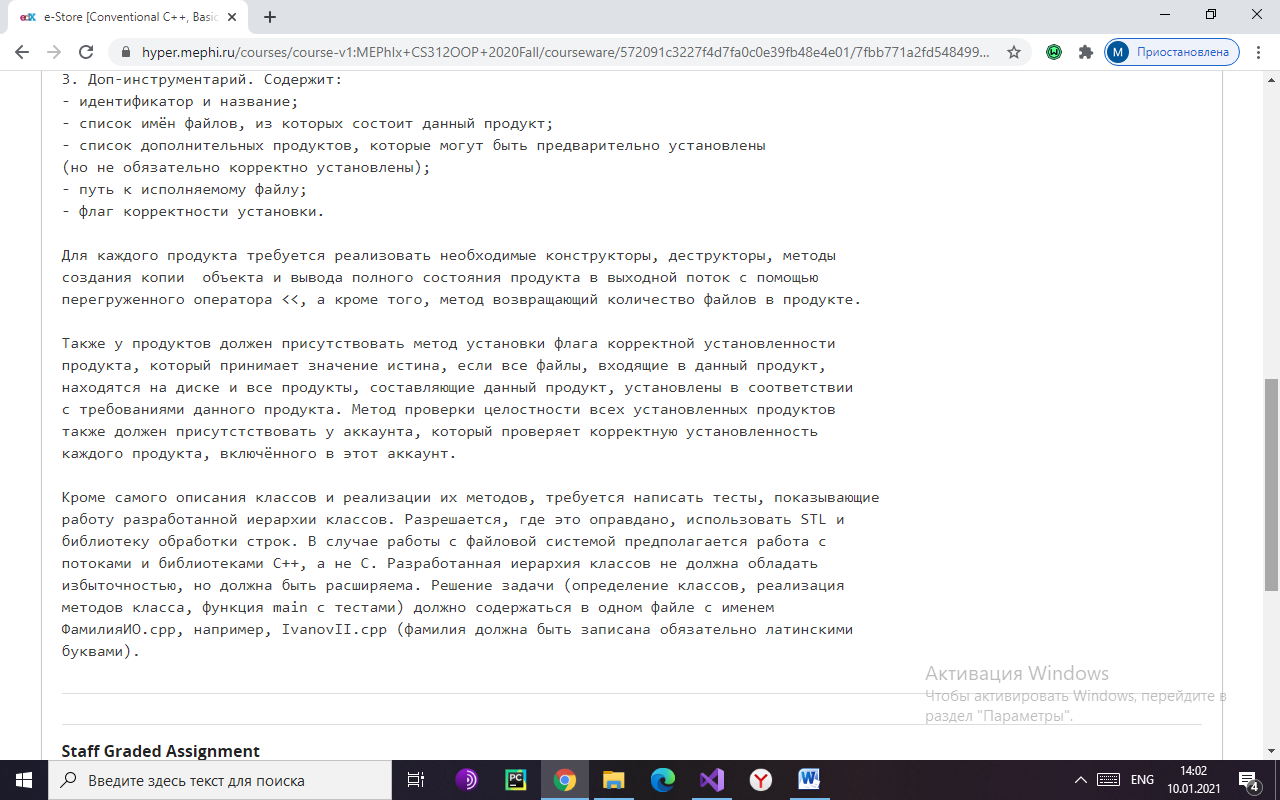 e-Store [Conventional C++, Basic
hyper.mephi.ru/courses/course-v1:MEPhIx+CS312OOP+2020Fall/courseware/572091c3227f4d7fa0c0e39fb48e4e01/7fbb771a2fd548499...
М
Приостановлена
3. Доп-инструментарий. Содержит:
- идентификатор и название;
- список имён файлов, из которых состоит данный продукт;
- список дополнительных продуктов, которые могут быть предварительно установлены
(но не обязательно корректно установлены);
- путь к исполняемому файлу;
- флаг корректности установки.
Для каждого продукта требуется реализовать необходимые конструкторы, деструкторы, методы
создания копии  объекта и вывода полного состояния продукта в выходной поток с помощью
перегруженного оператора <<, а кроме того, метод возвращающий количество файлов в продукте.
Также у продуктов должен присутствовать метод установки флага корректной установленности
продукта, который принимает значение истина, если все файлы, входящие в данный продукт,
находятся на диске и все продукты, составляющие данный продукт, установлены в соответствии
с требованиями данного продукта. Метод проверки целостности всех установленных продуктов
также должен присутстствовать у аккаунта, который проверяет корректную установленность
каждого продукта, включённого в этот аккаунт.
Кроме самого описания классов и реализации их методов, требуется написать тесты, показывающие
работу разработанной иерархии классов. Разрешается, где это оправдано, использовать STL и
библиотеку обработки строк. В случае работы с файловой системой предполагается работа с
потоками и библиотеками C++, а не C. Разработанная иерархия классов не должна обладать
избыточностью, но должна быть расширяема. Решение задачи (определение классов, реализация
методов класса, функция main с тестами) должно содержаться в одном файле с именем
ФамилияИО.cpp, например, IvanovII.cpp (фамилия должна быть записана обязательно латинскими
буквами).
Активация Windows
Чтобы активировать Windows, перейдите в
раздел "Параметры".
Staff Graded Assignment
Введите здесь текст для поиска
ENG
14:02
10.01.2021
4